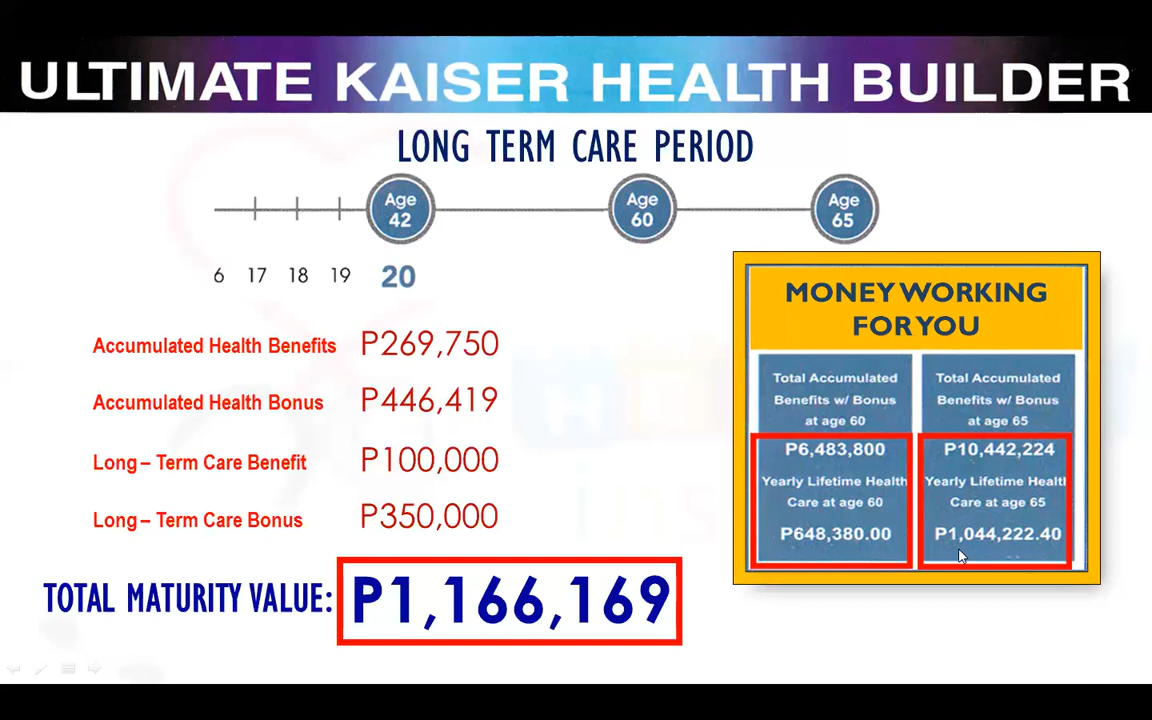 ULTIMATE KAISER HEALTH BUILDER
LONG TERM CARE PERIOD
Age
42
Age
60
Age
65
6 17 18 19 20
Accumulated Health Benefits P269,750
Accumulated Health Bonus P446,419
Long – Term Care Benefit P100,000
Long – Term Care Bonus P350,000
TOTAL MATURITY VALUE: P1,166,169
MONEY WORKING
FOR YOU
Total Accumulated
Benefits w/ Bonus
at age 60
P6,483,800
Yearly Lifetime Health
Care at age 60
P648,380.00
Total Accumulated
Benefits w/ Bonus
at age 65
P10,442,224
Yearly Lifetime Health
Care at age 65
P1,044,222.40